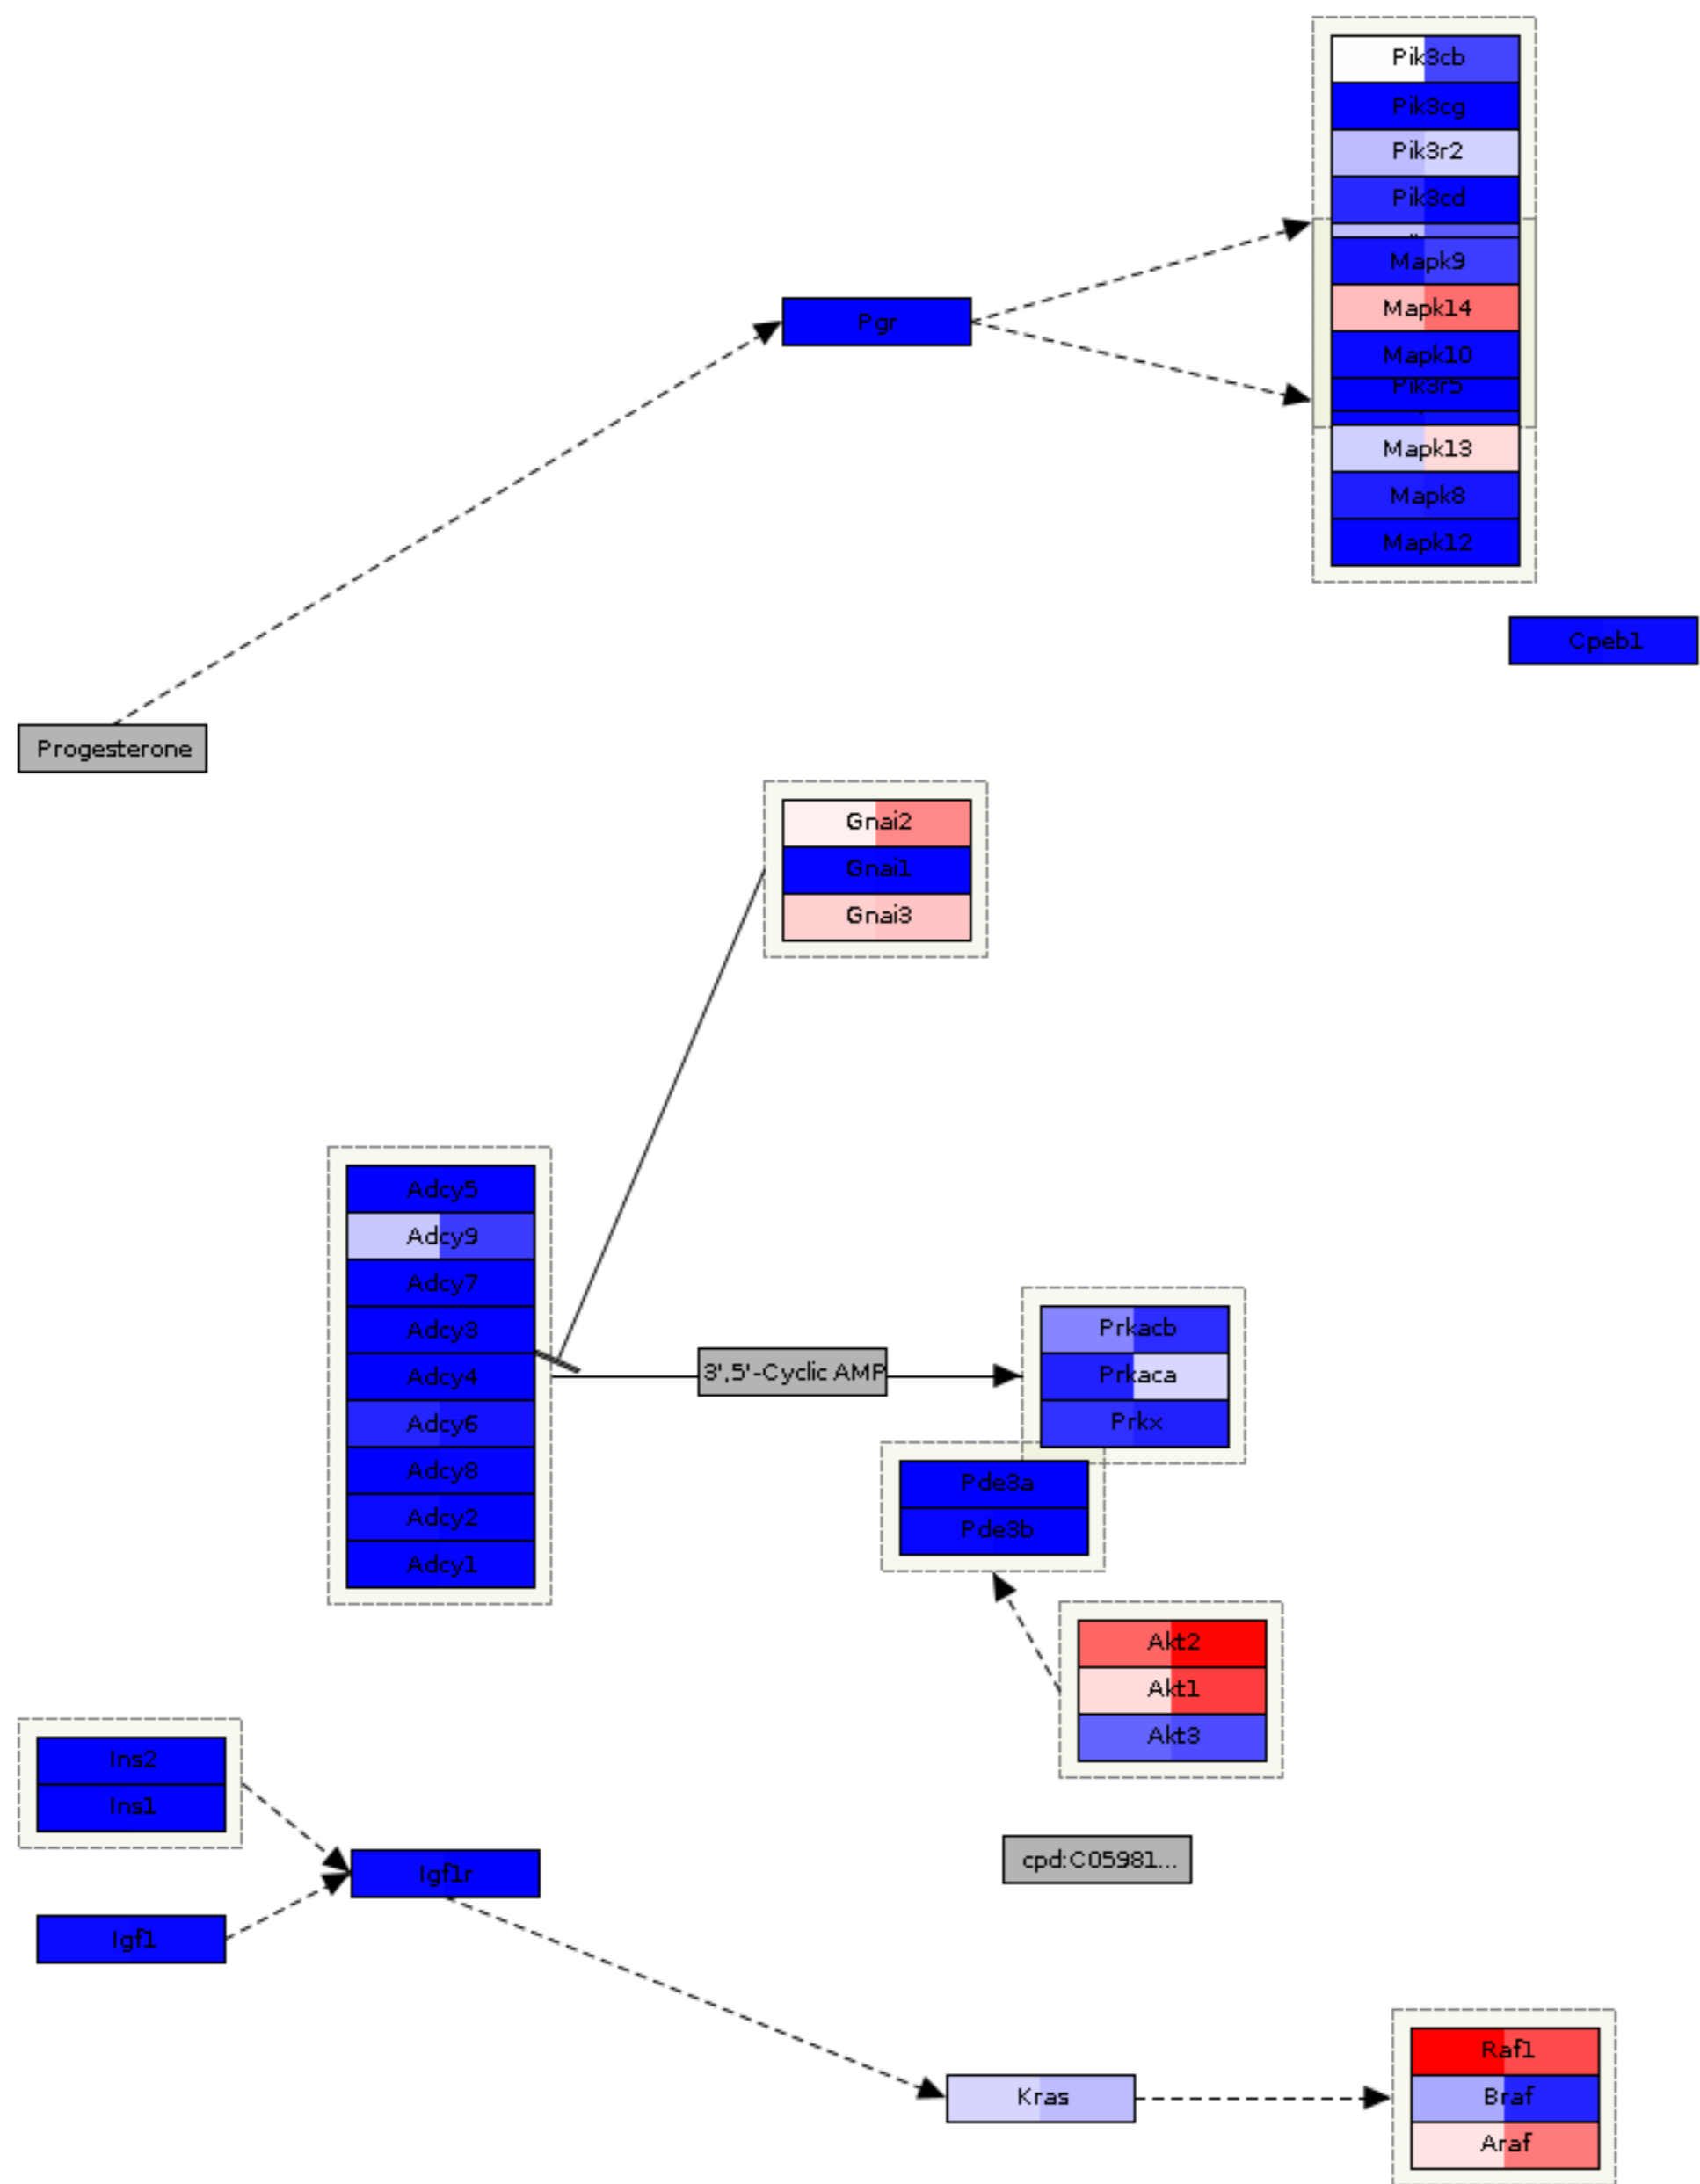 Pik3cb
Pik3cg
Pik3r2
Pik3cd
Mapk9
Mapk14
Mapk10
Pik3r5
Mapk13
Mapk8
Mapk12
Pgr
Cpeb1
Progesterone
Gnai2
Gnai1
Gnai3
Adcy5
Adcy9
Adcy7
Adcy3
Adcy4
Adcy6
Adcy8
Adcy2
Adcy1
3',5'-Cyclic AMP
Prkacb
Prkaca
Prkx
Pde3a
Pde3b
Akt2
Akt1
Akt3
Ins2
Ins1
Igf1r
Igf1
cpd:C05981...
Kras
Raf1
Braf
Araf